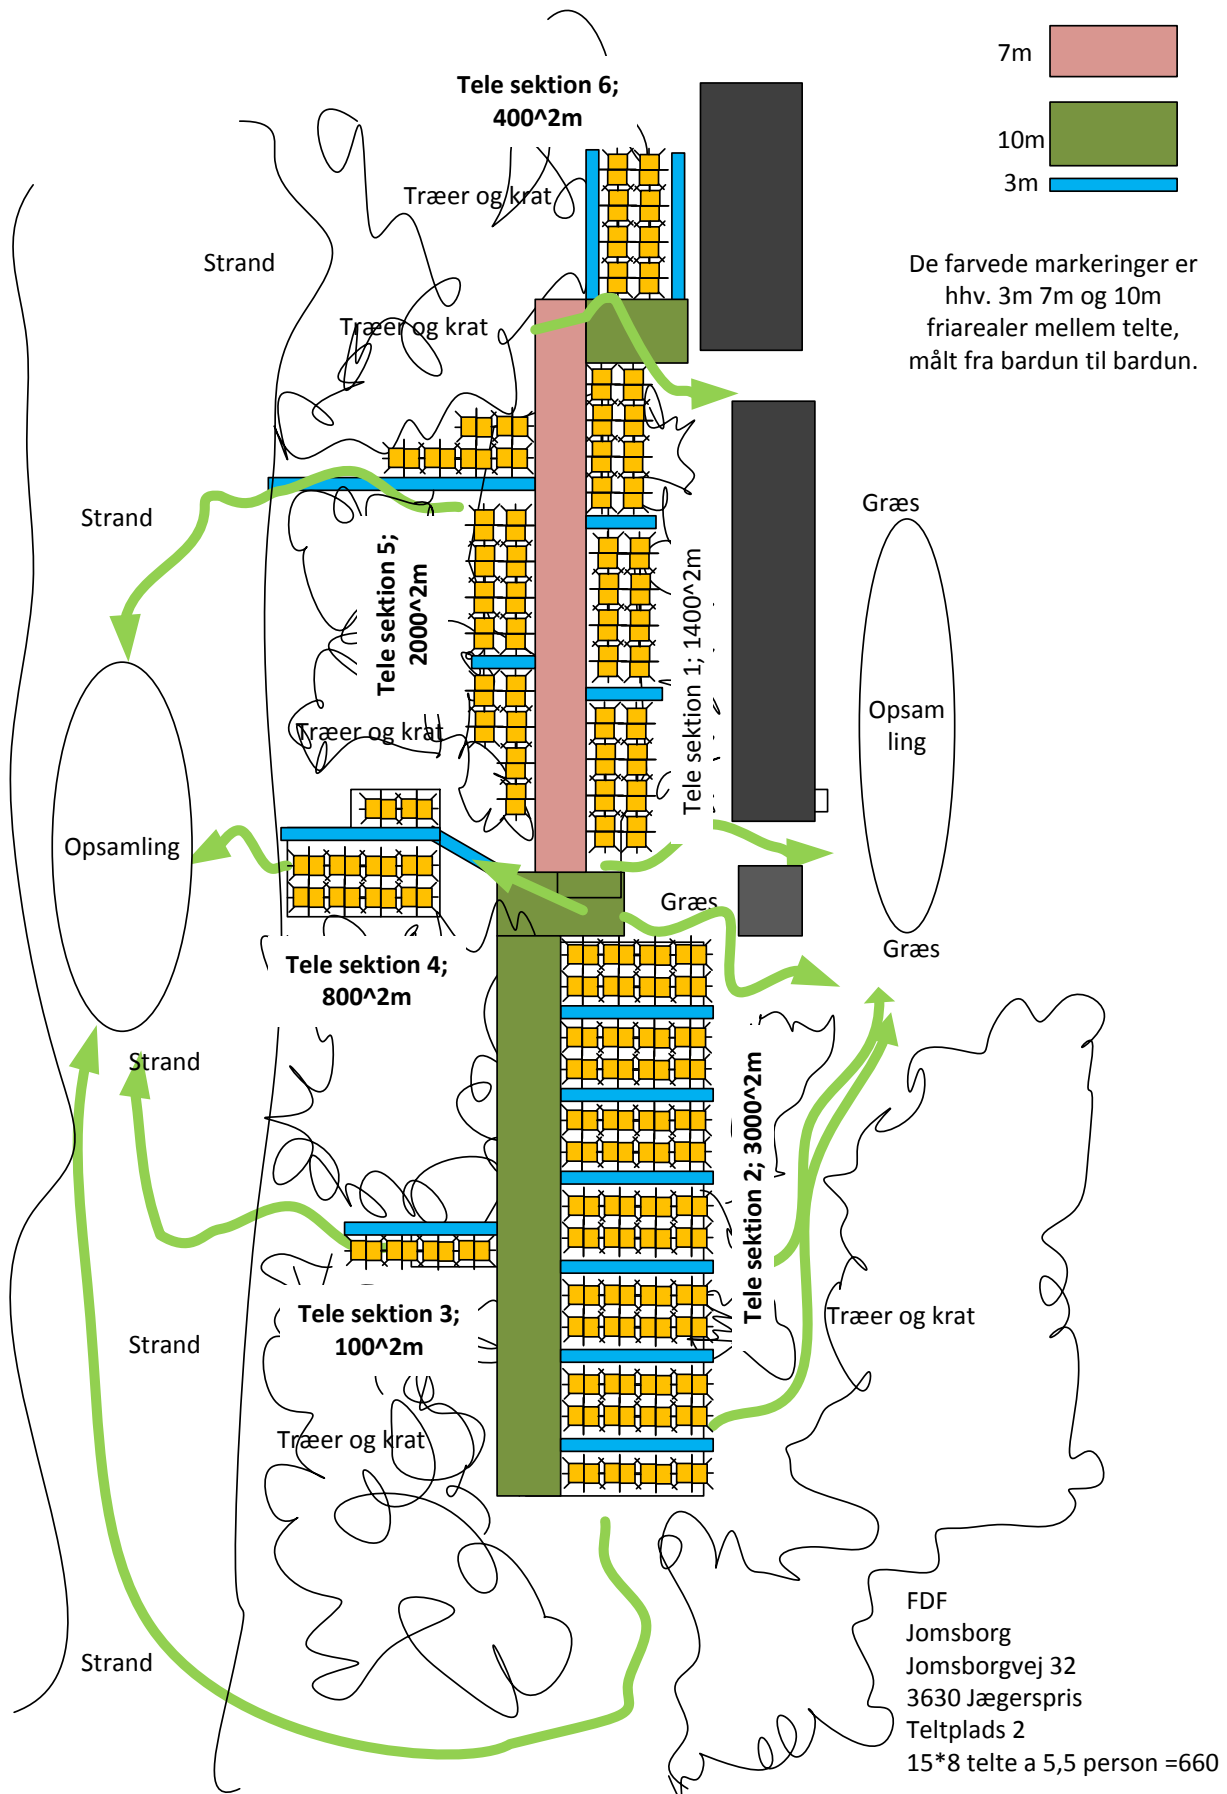 7m
10m
3m
De farvede markeringer er
hhv. 3m 7m og 10m
friarealer mellem telte,
målt fra bardun til bardun.
Tele sektion 6;
400^2m
Træer og krat
Strand
Træer og krat
Strand
Tele sektion 5;
2000^2m
Tele sektion 1; 1400^2m
Græs
Opsam
ling
Træer og krat
Opsamling
Græs
Græs
Tele sektion 4;
800^2m
Strand
Tele sektion 2; 3000^2m
Tele sektion 3;
100^2m
Strand
Træer og krat
Træer og krat
Strand
FDF
Jomsborg
Jomsborgvej 32
3630 Jægerspris
Teltplads 2
15*8 telte a 5,5 person =660